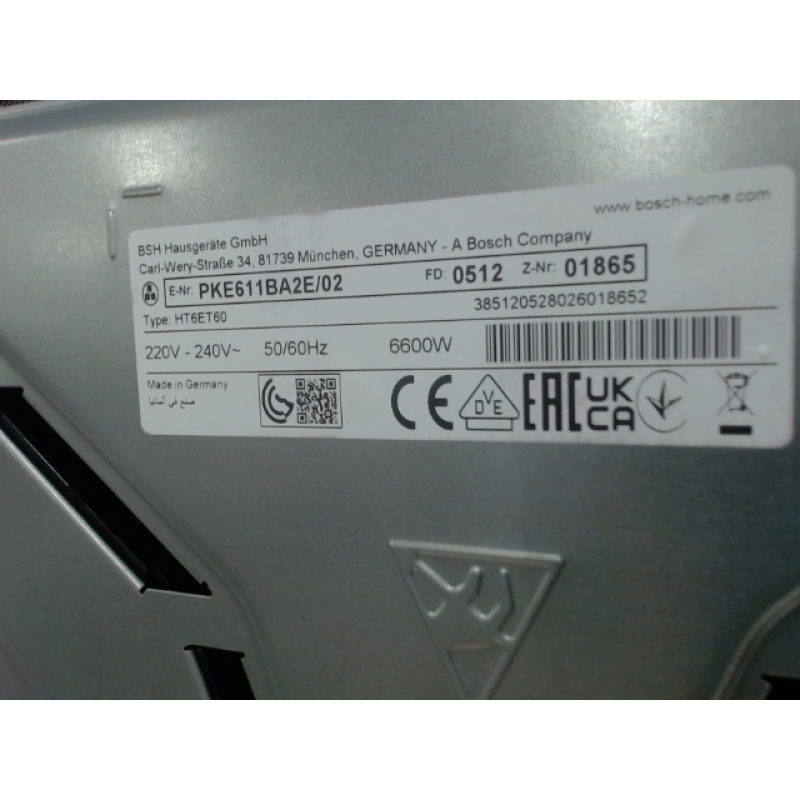 www.bosch-home.com
BSH Hausgeräte GmbH
Carl-Wery-Straße 34, 81739 München, GERMANY - A Bosch Company
E-Nr: PKE611BA2E/02 FD: 0512 Z-Nr: 01865
Type: HT6ET60 385120528026018652
220V - 240V~ 50/60Hz 6600W
Made in Germany
صنع في ألمانيا
CE DVE EAC UK CA